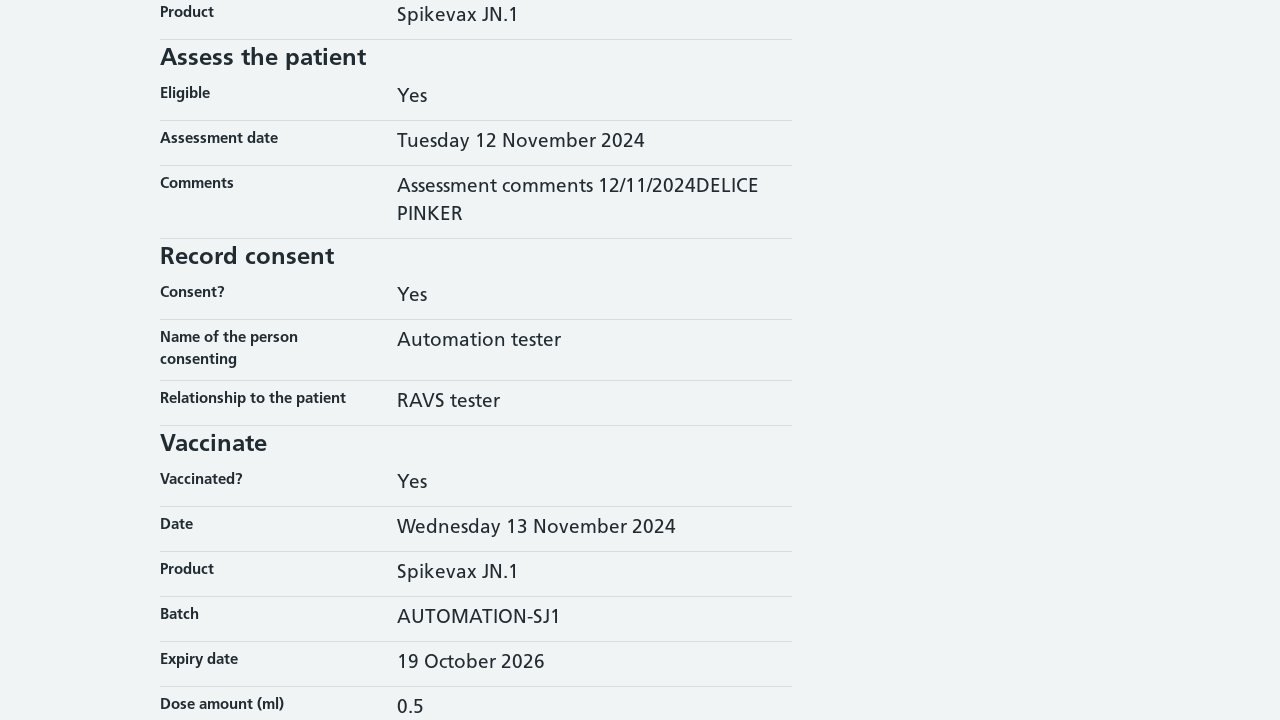 Product
Spikevax JN.1
Assess the patient
Eligible
Yes
Assessment date
Tuesday 12 November 2024
Comments
Assessment comments 12/11/2024DELICE
PINKER
Record consent
Consent?
Yes
Name of the person
consenting
Automation tester
Relationship to the patient
RAVS tester
Vaccinate
Vaccinated?
Yes
Date
Wednesday 13 November 2024
Product
Spikevax JN.1
Batch
AUTOMATION-SJ1
Expiry date
19 October 2026
Dose amount (ml)
0.5